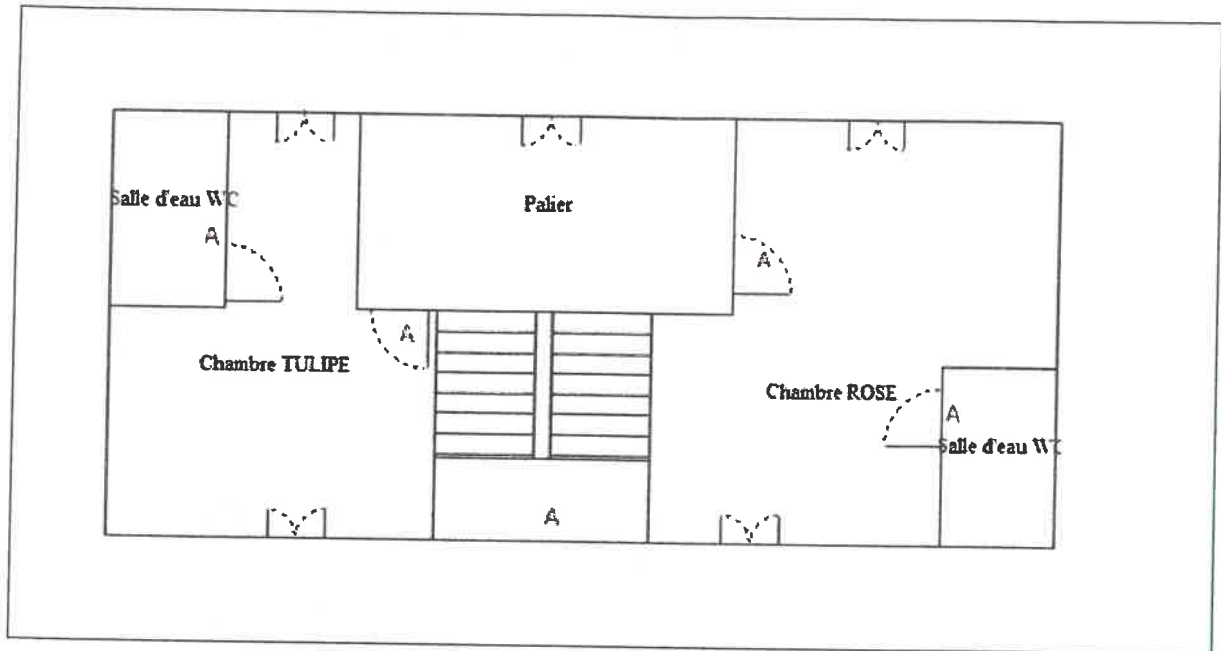 Salle d'eau WC
Palier
A
A
A
Chambre TULIPE
Chambre ROSE
A
Salle d'eau WC
A